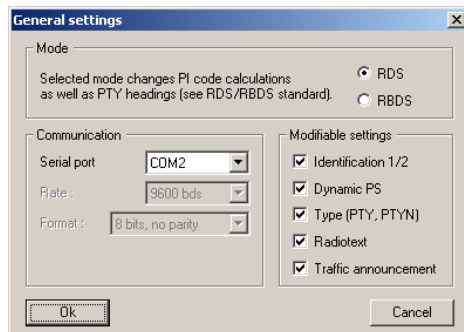 General settings
Mode
Selected mode changes PI code calculations
as well as PTY headings (see RDS/RBDS standard).
RDS
RBDS
Communication
Serial port COM2
Rate : 9600 bds
Format : 8 bits, no parity
Modifiable settings
Identification 1/2
Dynamic PS
Type (PTY, PTYN)
Radiotext
Traffic announcement
Ok
Cancel